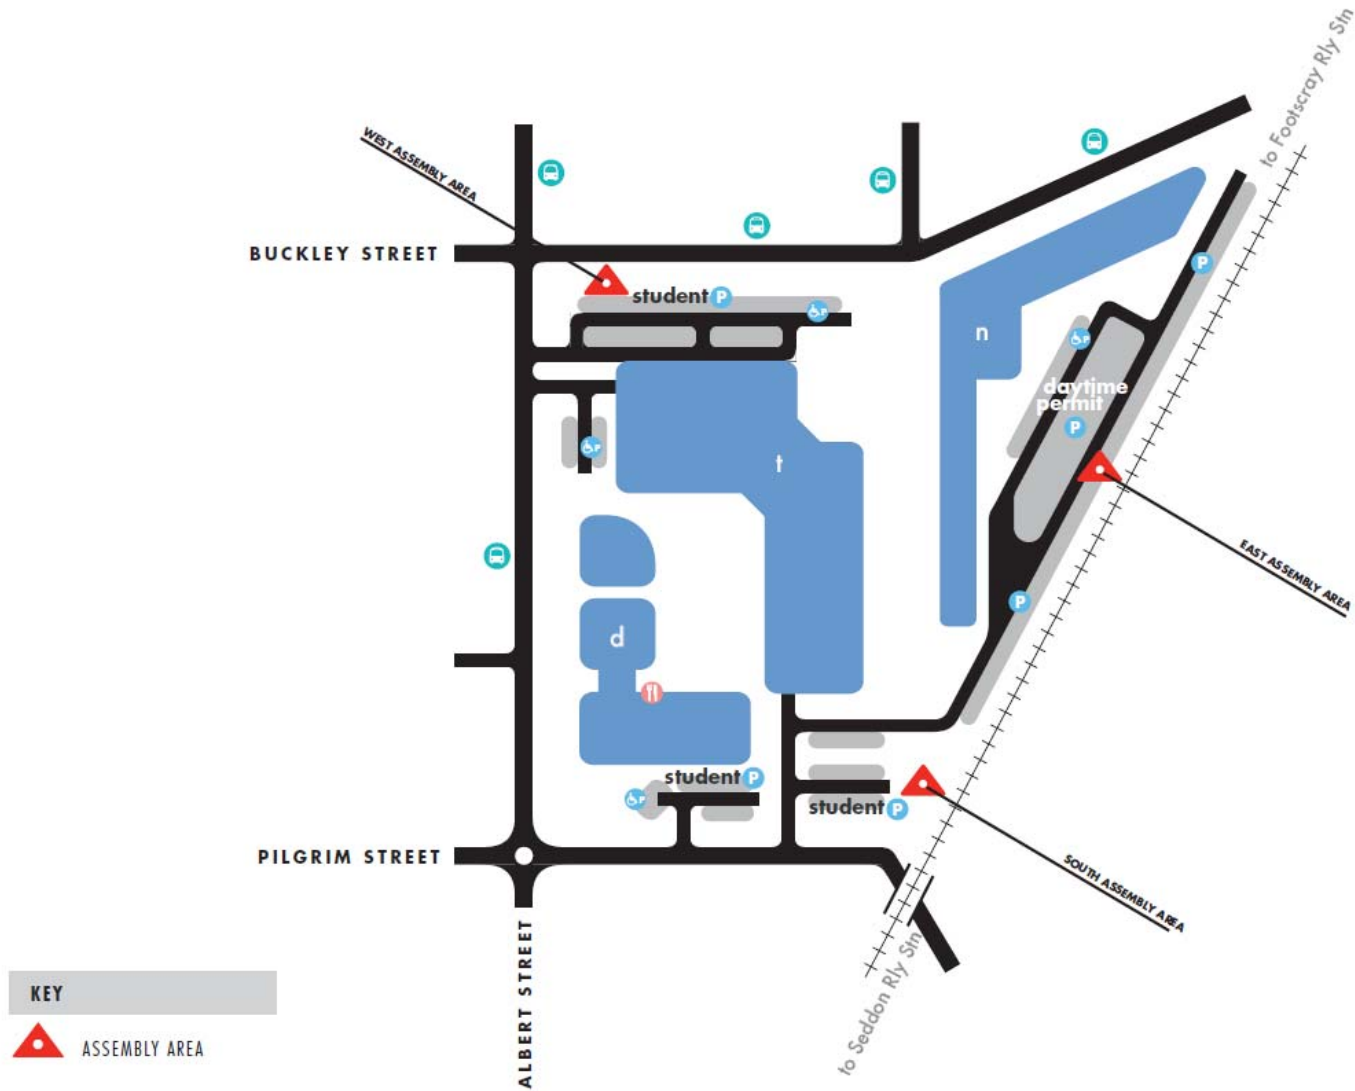 to Footscray Rly Stn
WEST ASSEMBLY AREA
BUCKLEY STREET
student P
P
n
daytime
permit
P
t
EAST ASSEMBLY AREA
P
d
student P
P
student P
PILGRIM STREET
SOUTH ASSEMBLY AREA
to Seddon Rly Stn
ALBERT STREET
KEY
ASSEMBLY AREA